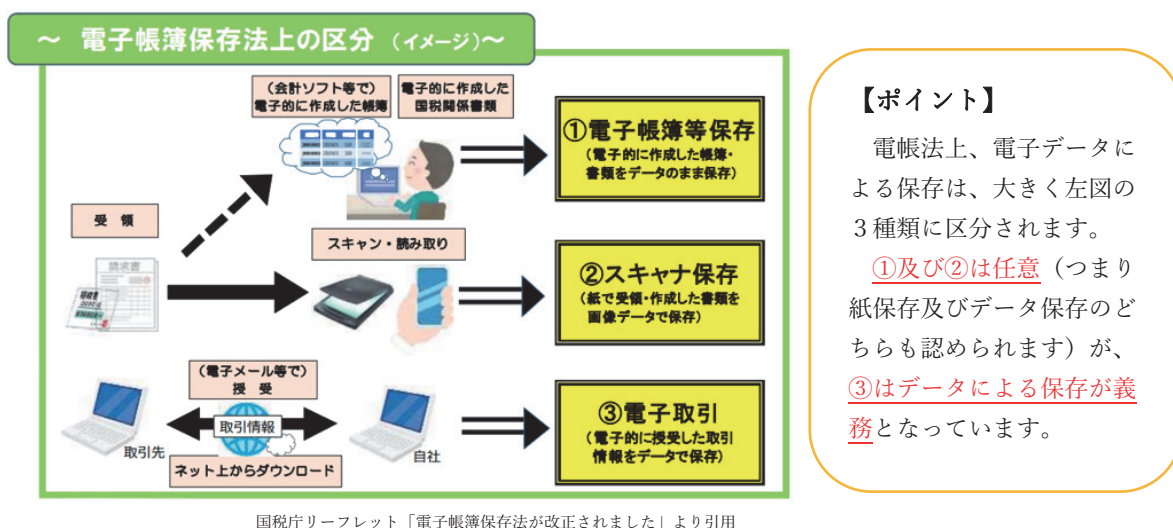 ～ 電子帳簿保存法上の区分 （イメージ）～
（会計ソフト等で）
電子的に作成した帳簿
電子的に作成した
国税関係書類
①電子帳簿等保存
（電子的に作成した帳簿・
書類をデータのまま保存）
受 領
請求書
領収書
スキャン・読み取り
②スキャナ保存
（紙で受領・作成した書類を
画像データで保存）
（電子メール等で）
授 受
取引情報
取引先
自社
ネット上からダウンロード
③電子取引
（電子的に授受した取引
情報をデータで保存）
国税庁リーフレット「電子帳簿保存法が改正されました」より引用
【ポイント】
電帳法上、電子データに
よる保存は、大きく左図の
３種類に区分されます。
①及び②は任意（つまり
紙保存及びデータ保存のど
ちらも認められます）が、
③はデータによる保存が義
務となっています。